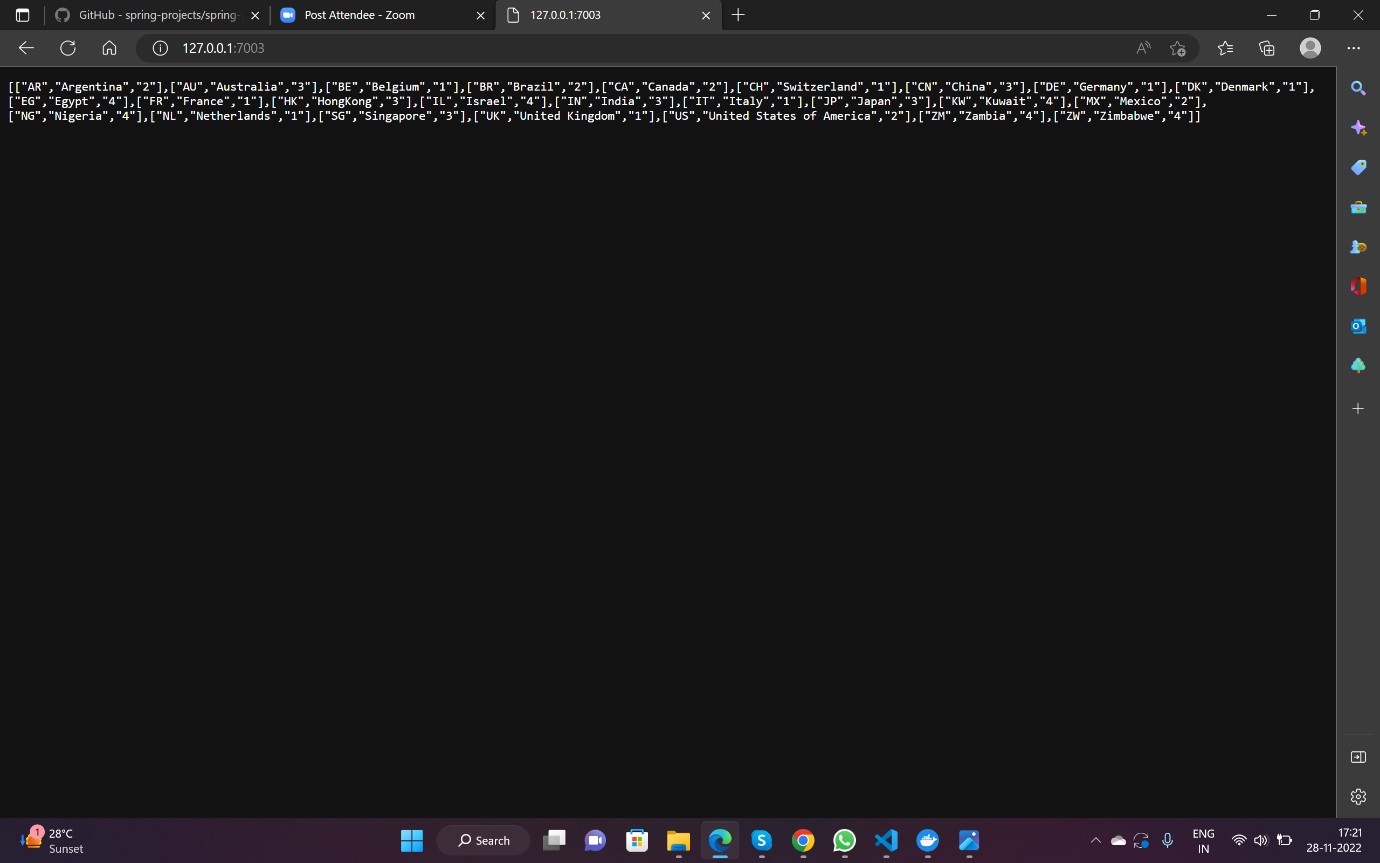 GitHub - spring-projects/spring-
Post Attendee - Zoom
127.0.0.1:7003
127.0.0.1:7003
[["AR","Argentina","2"],["AU","Australia","3"],["BE","Belgium","1"],["BR","Brazil","2"],["CA","Canada","2"],["CH","Switzerland","1"],["CN","China","3"],["DE","Germany","1"],["DK","Denmark","1"],
["EG","Egypt","4"],["FR","France","1"],["HK","HongKong","3"],["IL","Israel","4"],["IN","India","3"],["IT","Italy","1"],["JP","Japan","3"],["KW","Kuwait","4"],["MX","Mexico","2"],
["NG","Nigeria","4"],["NL","Netherlands","1"],["SG","Singapore","3"],["UK","United Kingdom","1"],["US","United States of America","2"],["ZM","Zambia","4"],["ZW","Zimbabwe","4"]]
1
28°C
Sunset
Search
ENG
IN
17:21
28-11-2022